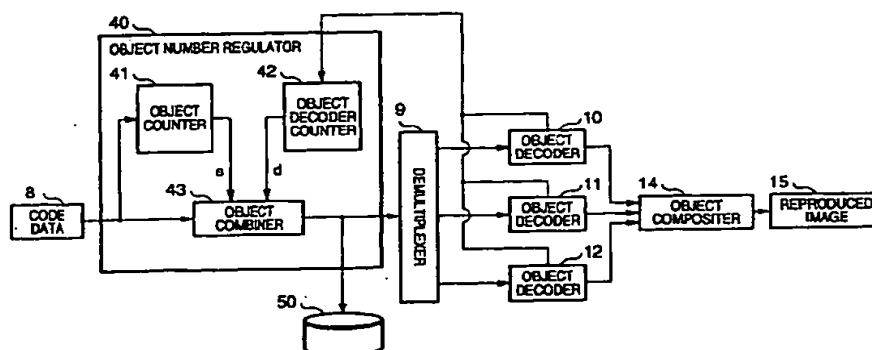 40
OBJECT NUMBER REGULATOR
41
OBJECT
COUNTER
42
OBJECT
DECODER
COUNTER
s
d
8
CODE
DATA
43
OBJECT
COMBINER
50
9
DEMULTIPLEXER
10
OBJECT
DECODER
11
OBJECT
DECODER
12
OBJECT
DECODER
14
OBJECT
COMPOSITER
15
REPRODUCED
IMAGE